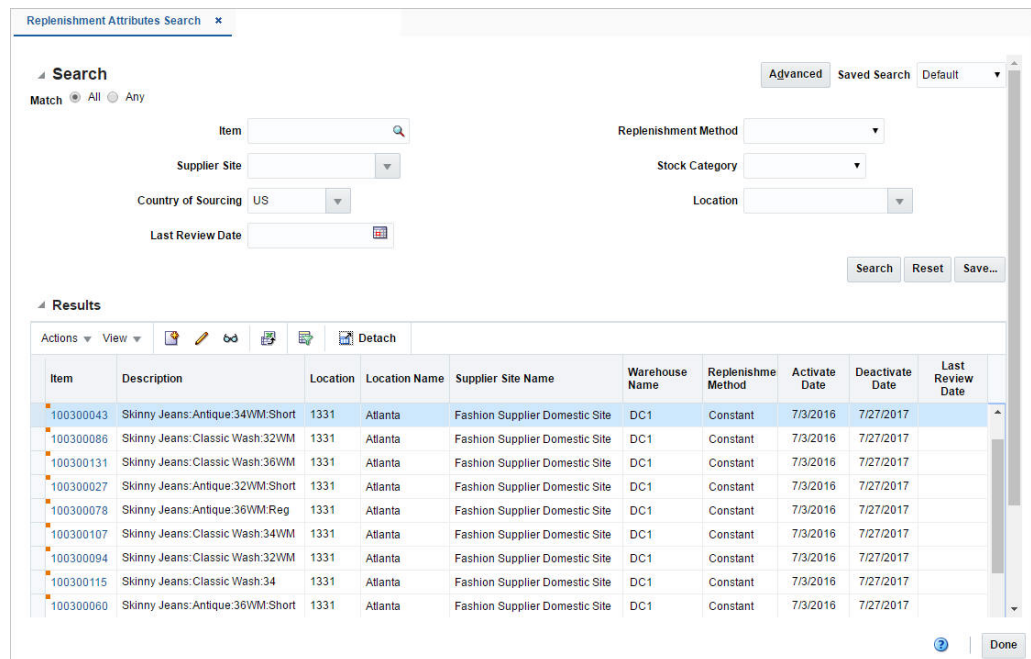 Replenishment Attributes Search ×
Search
Advanced Saved Search Default
Match All Any
Item Replenishment Method
Supplier Site Stock Category
Country of Sourcing US Location
Last Review Date
Search Reset Save...
Results
Actions View Detach
Item Description Location Location Name Supplier Site Name Warehouse Name Replenishme Method Activate Date Deactivate Date Last Review Date
100300043 Skinny Jeans:Antique:34WM:Short 1331 Atlanta Fashion Supplier Domestic Site DC1 Constant 7/3/2016 7/27/2017
100300086 Skinny Jeans:Classic Wash:32WM 1331 Atlanta Fashion Supplier Domestic Site DC1 Constant 7/3/2016 7/27/2017
100300131 Skinny Jeans:Classic Wash:36WM 1331 Atlanta Fashion Supplier Domestic Site DC1 Constant 7/3/2016 7/27/2017
100300027 Skinny Jeans:Antique:32WM:Short 1331 Atlanta Fashion Supplier Domestic Site DC1 Constant 7/3/2016 7/27/2017
100300078 Skinny Jeans:Antique:36WM:Reg 1331 Atlanta Fashion Supplier Domestic Site DC1 Constant 7/3/2016 7/27/2017
100300107 Skinny Jeans:Classic Wash:34WM 1331 Atlanta Fashion Supplier Domestic Site DC1 Constant 7/3/2016 7/27/2017
100300094 Skinny Jeans:Classic Wash:32WM 1331 Atlanta Fashion Supplier Domestic Site DC1 Constant 7/3/2016 7/27/2017
100300115 Skinny Jeans:Classic Wash:34 1331 Atlanta Fashion Supplier Domestic Site DC1 Constant 7/3/2016 7/27/2017
100300060 Skinny Jeans:Antique:36WM:Short 1331 Atlanta Fashion Supplier Domestic Site DC1 Constant 7/3/2016 7/27/2017
? Done